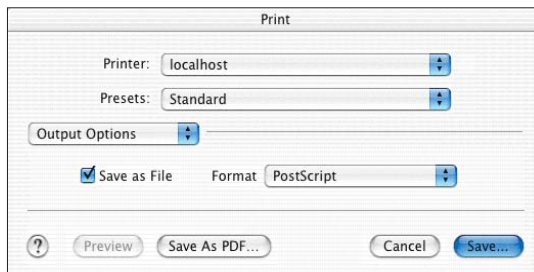 Print
Printer: localhost
Presets: Standard
Output Options
Save as File Format PostScript
? Preview Save As PDF... Cancel Save...